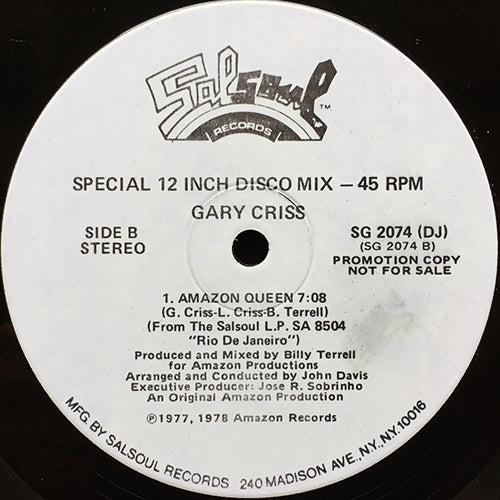 Salsoul TM
RECORDS
SPECIAL 12 INCH DISCO MIX — 45 RPM
GARY CRISS
SIDE B
STEREO
SG 2074 (DJ)
(SG 2074 B)
PROMOTION COPY
NOT FOR SALE
1. AMAZON QUEEN 7:08
(G. Criss-L. Criss-B. Terrell)
(From The Salsoul L.P. SA 8504
"Rio De Janeiro")
Produced and Mixed by Billy Terrell
for Amazon Productions
Arranged and Conducted by John Davis
Executive Producer: Jose R. Sobrinho
An Original Amazon Production
℗1977, 1978 Amazon Records
MFG. BY SALSOUL RECORDS 240 MADISON AVE., N.Y., N.Y. 10016